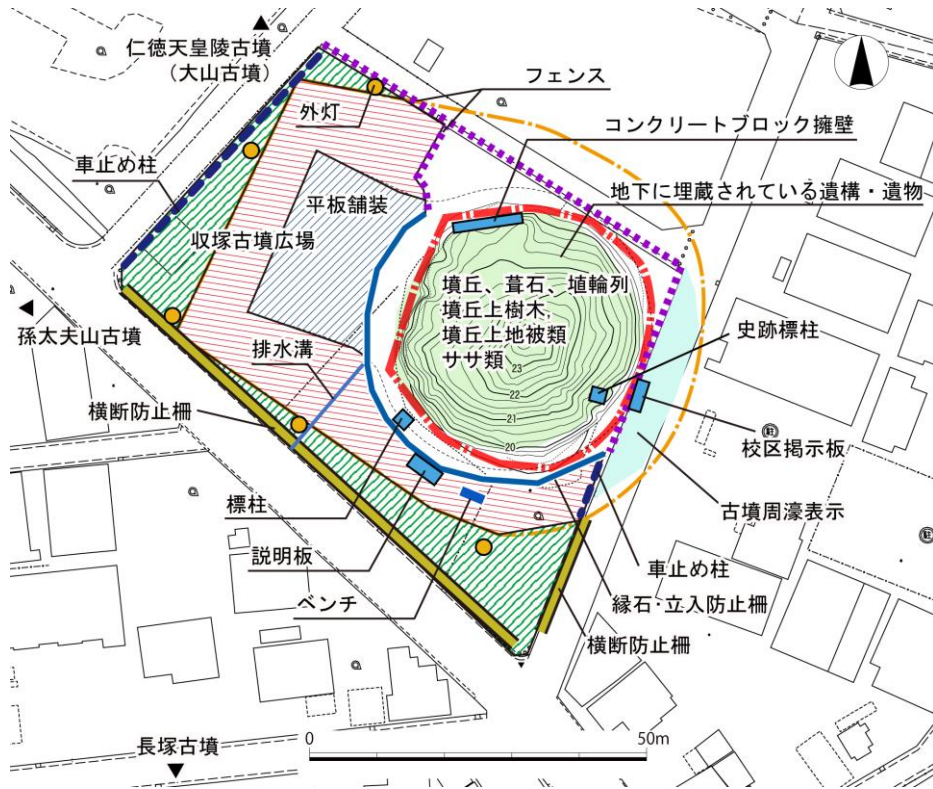 仁徳天皇陵古墳
（大山古墳）
フェンス
外灯
コンクリートブロック擁壁
車止め柱
地下に埋蔵されている遺構・遺物
平板舗装
収塚古墳広場
墳丘、葺石、埴輪列
墳丘上樹木、
墳丘上地被類
ササ類
孫太夫山古墳
史跡標柱
排水溝
23
22
21
20
横断防止柵
校区掲示板
標柱
古墳周濠表示
説明板
車止め柱
ベンチ
縁石・立入防止柵
横断防止柵
長塚古墳
0
50m